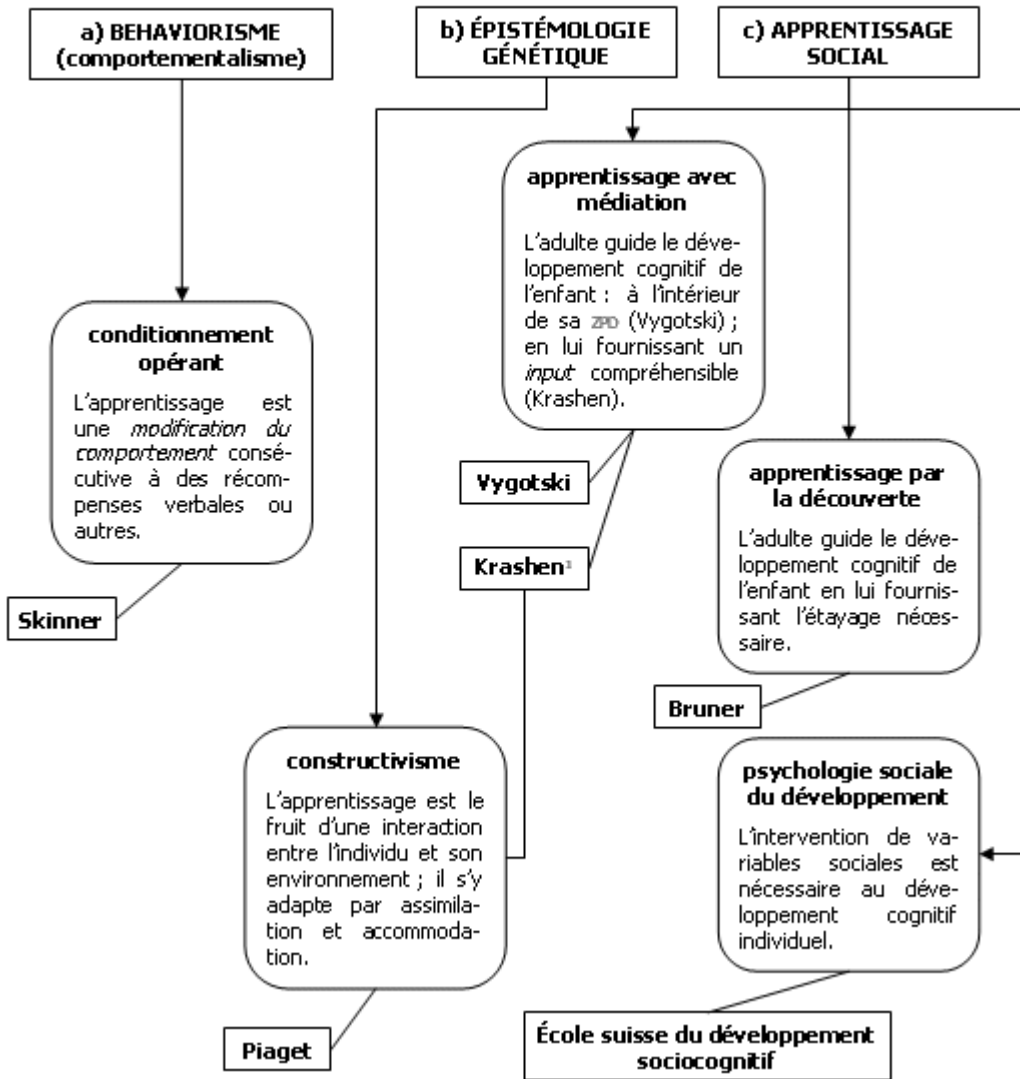 a) BEHAVIORISME
(comportementalisme)
b) ÉPISTÉMOLOGIE
GÉNÉTIQUE
c) APPRENTISSAGE
SOCIAL
apprentissage avec
médiation
L'adulte guide le déve-
loppement cognitif de
l'enfant : à l'intérieur
de sa ZPD (Vygotski) ;
en lui fournissant un
input compréhensible
(Krashen).
conditionnement
opérant
L'apprentissage est
une modification du
comportement consé-
cutive à des récom-
penses verbales ou
autres.
Vygotski
Krashen¹
Skinner
apprentissage par
la découverte
L'adulte guide le déve-
loppement cognitif de
l'enfant en lui fournis-
sant l'étayage néces-
saire.
Bruner
constructivisme
L'apprentissage est le
fruit d'une interaction
entre l'individu et son
environnement ; il s'y
adapte par assimila-
tion et accommoda-
tion.
Piaget
psychologie sociale
du développement
L'intervention de va-
riables sociales est
nécessaire au déve-
loppement cognitif
individuel.
École suisse du développement
sociocognitif